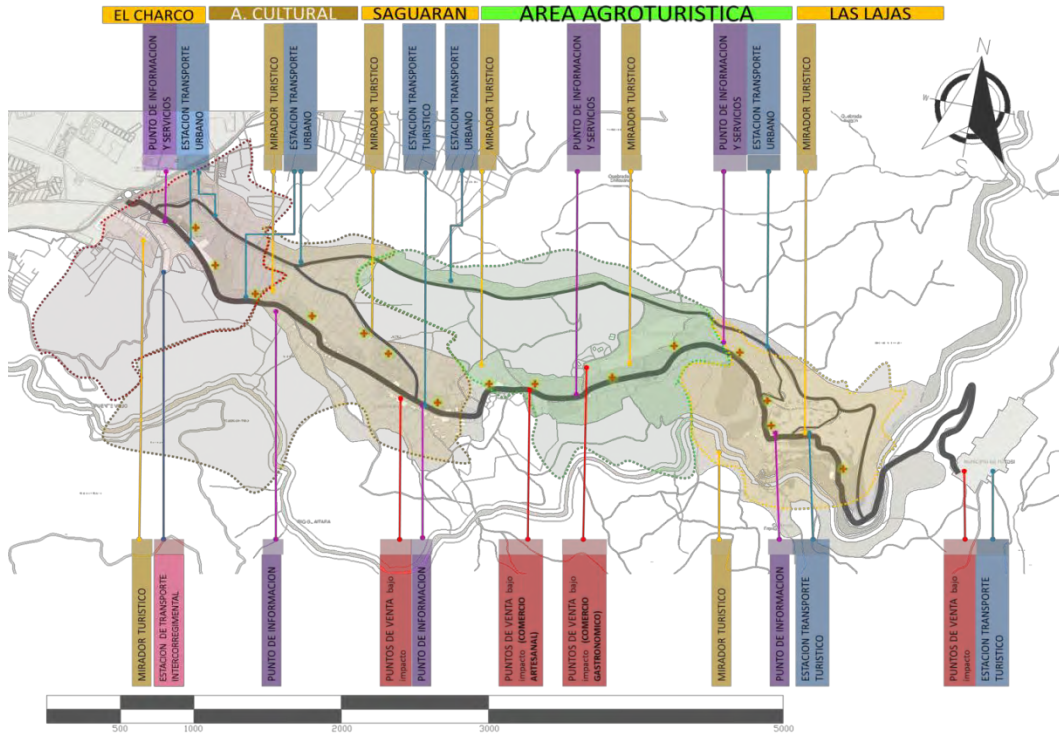 EL CHARCO
A. CULTURAL
SAGUARAN
AREA AGROTURISTICA
LAS LAJAS
PUNTO DE INFORMACION
Y SERVICIOS
ESTACION TRANSPORTE
URBANO
MIRADOR TURISTICO
ESTACION TRANSPORTE
URBANO
MIRADOR TURISTICO
ESTACION TRANSPORTE
TURISTICO
ESTACION TRANSPORTE
URBANO
MIRADOR TURISTICO
PUNTO DE INFORMACION
Y SERVICIOS
MIRADOR TURISTICO
PUNTO DE INFORMACION
Y SERVICIOS
ESTACION TRANSPORTE
URBANO
MIRADOR TURISTICO
N
W
MIRADOR TURISTICO
ESTACION DE TRANSPORTE
INTERCORREGIMENTAL
PUNTO DE INFORMACION
PUNTOS DE VENTA bajo
impacto
PUNTO DE INFORMACION
PUNTOS DE VENTA bajo
impacto (COMERCIO
ARTESANAL)
PUNTOS DE VENTA bajo
impacto (COMERCIO
GASTRONOMICO)
MIRADOR TURISTICO
PUNTO DE INFORMACION
ESTACION TRANSPORTE
TURISTICO
PUNTOS DE VENTA bajo
impacto
ESTACION TRANSPORTE
TURISTICO
500
1000
2000
3000
5000